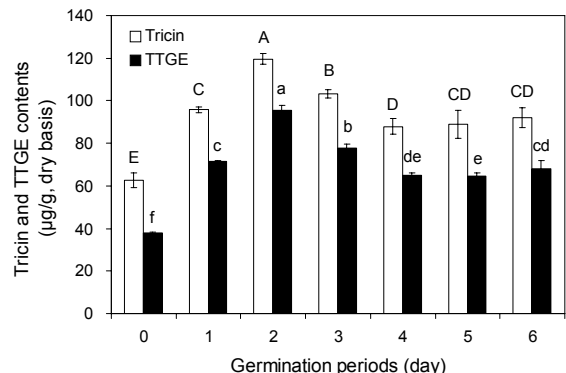 Tricin and TTGE contents
(µg/g, dry basis)
140
120
100
80
60
40
20
0
Tricin
TTGE
E
f
C
c
A
a
B
b
D
de
CD
e
CD
cd
0 1 2 3 4 5 6
Germination periods (day)